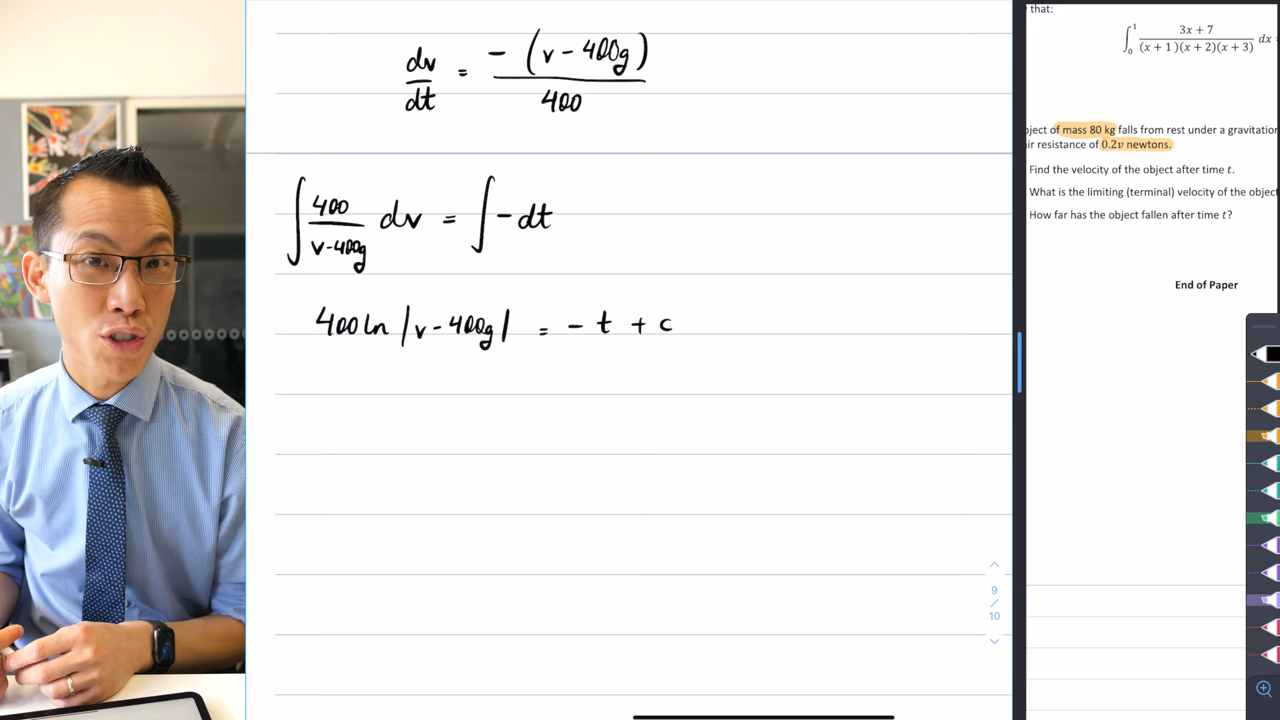 dv/dt = -(v - 400g)/400
∫ 400/(v-400g) dv = ∫ -dt
400 ln |v - 400g| = - t + c
that:
∫₀¹ (3x + 7)/((x + 1)(x + 2)(x + 3)) dx
ject of mass 80 kg falls from rest under a gravitation
ir resistance of 0.2v newtons.
Find the velocity of the object after time t.
What is the limiting (terminal) velocity of the object
How far has the object fallen after time t?
End of Paper
9
/
10